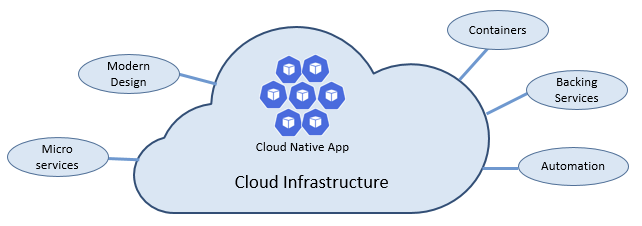 Containers
Modern
Design
Backing
Services
Cloud Native App
Micro
services
Automation
Cloud Infrastructure